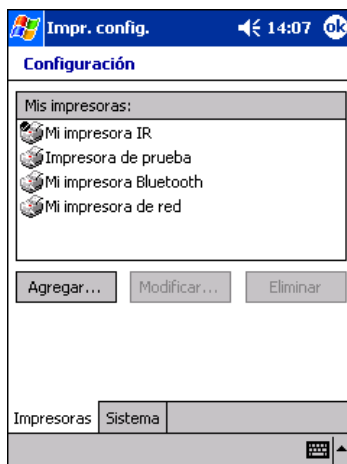 Impr. config. 14:07 ok
Configuración
Mis impresoras:
Mi impresora IR
Impresora de prueba
Mi impresora Bluetooth
Mi impresora de red
Agregar... Modificar... Eliminar
Impresoras Sistema